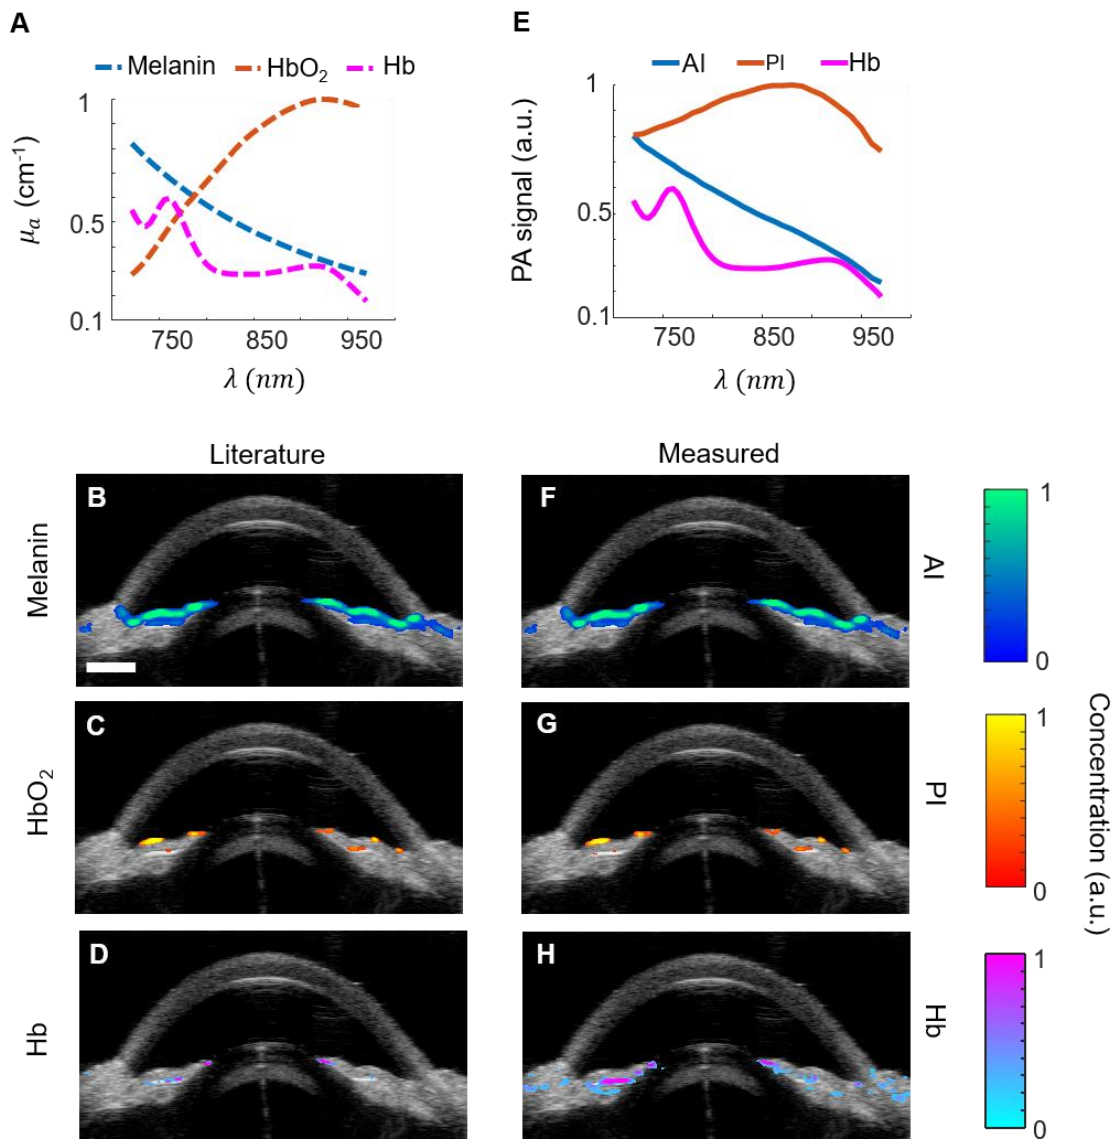 A
Melanin HbO₂ Hb
1
0.5
0.1
μₐ (cm⁻¹)
750 850 950
λ (nm)
E
AI PI Hb
1
0.5
0.1
PA signal (a.u.)
750 850 950
λ (nm)
Literature
Measured
Melanin
B
F
AI
1
0
HbO₂
C
G
PI
1
0
Hb
D
H
Hb
1
0
Concentration (a.u.)